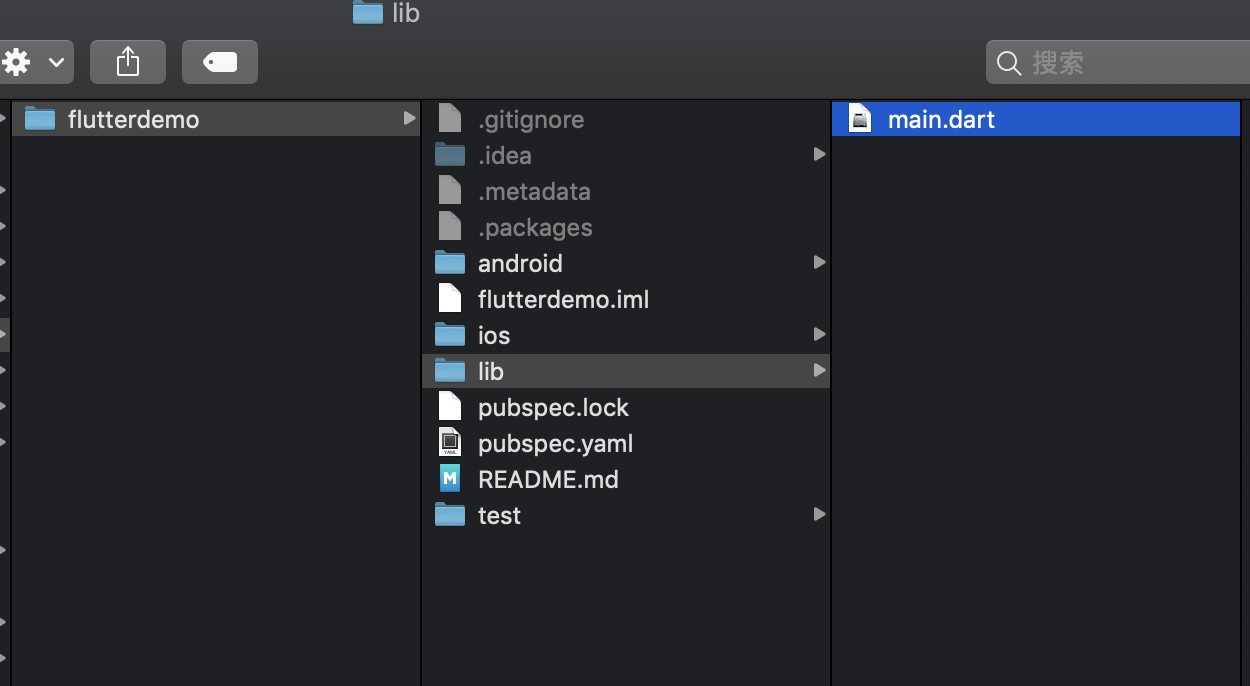 lib
搜索
flutterdemo
.gitignore
.idea
.metadata
.packages
android
flutterdemo.iml
ios
lib
pubspec.lock
pubspec.yaml
README.md
test
main.dart